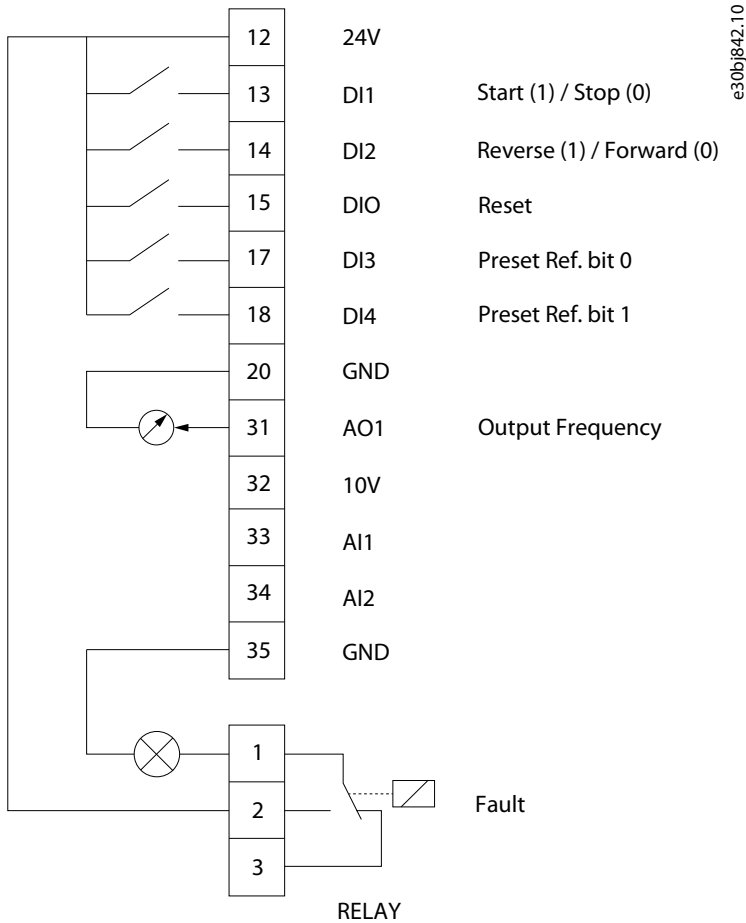 e30bj842.10
12 24V
13 DI1 Start (1) / Stop (0)
14 DI2 Reverse (1) / Forward (0)
15 DIO Reset
17 DI3 Preset Ref. bit 0
18 DI4 Preset Ref. bit 1
20 GND
31 AO1 Output Frequency
32 10V
33 AI1
34 AI2
35 GND
1
2 Fault
3
RELAY